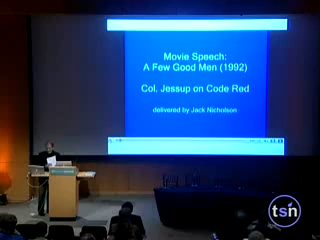 Movie Speech:
A Few Good Men (1992)
Col. Jessup on Code Red
delivered by Jack Nicholson
tsn